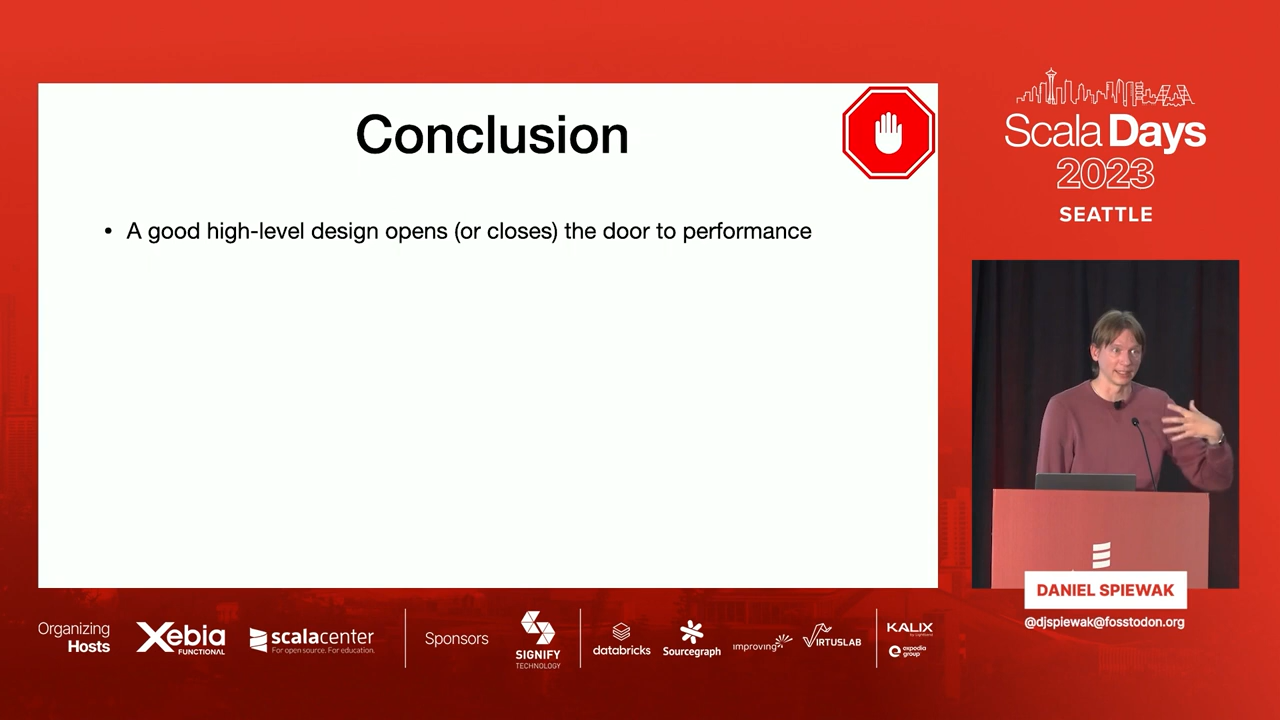 Conclusion
• A good high-level design opens (or closes) the door to performance
Scala Days
2023
SEATTLE
DANIEL SPIEWAK
@djspiewak@fosstodon.org
Organizing
Hosts
Xebia
FUNCTIONAL
scalacenter
For open source. For education.
Sponsors
SIGNIFY
TECHNOLOGY
databricks
Sourcegraph
improving
VIRTUSLAB
KALIX
by Lightbend
expedia
group